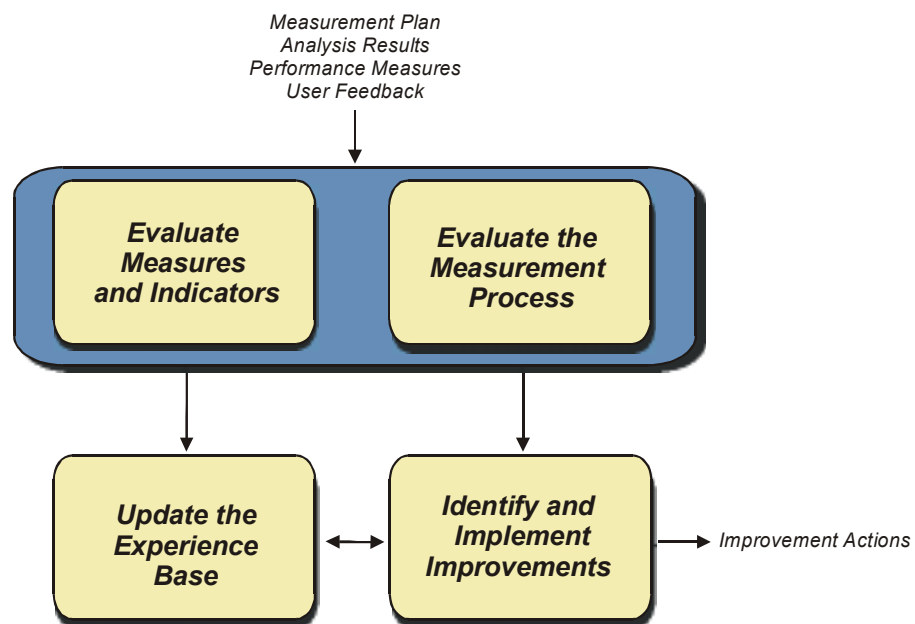 Measurement Plan
Analysis Results
Performance Measures
User Feedback
Evaluate
Measures
and Indicators
Evaluate the
Measurement
Process
Update the
Experience
Base
Identify and
Implement
Improvements
Improvement Actions